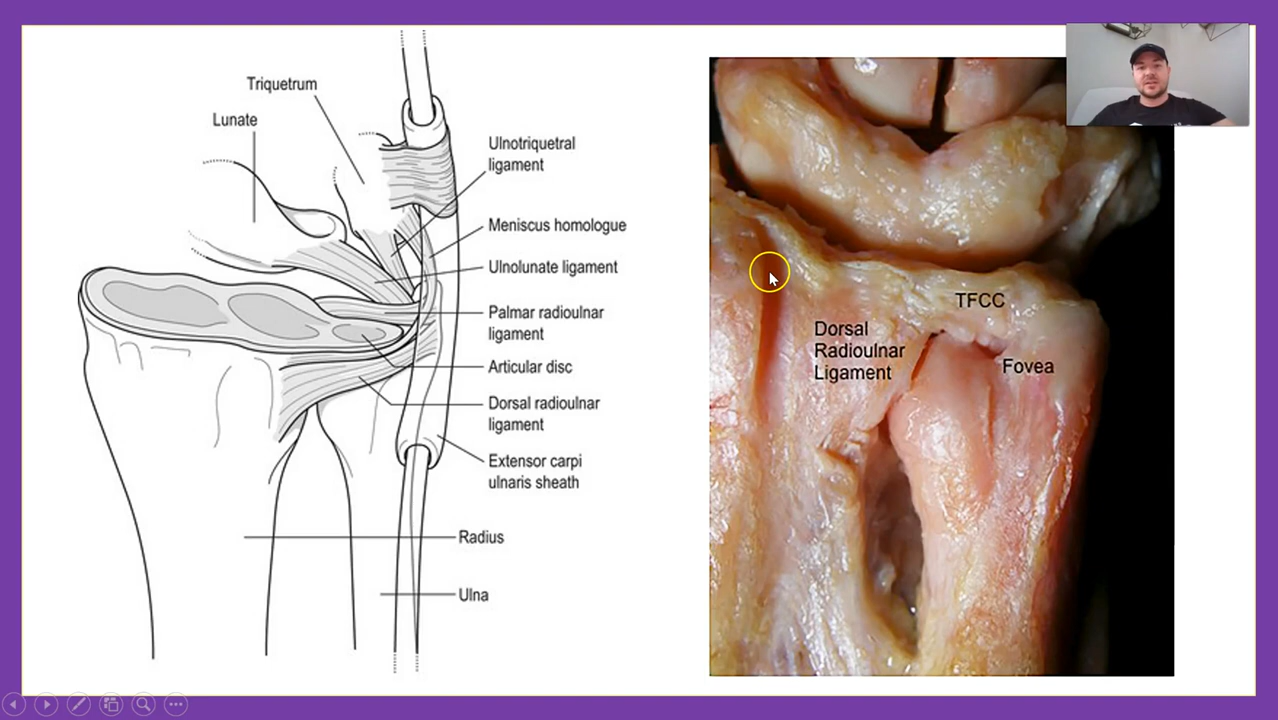 Triquetrum
Lunate
Ulnotriquetral
ligament
Meniscus homologue
Ulnolunate ligament
Palmar radioulnar
ligament
Articular disc
Dorsal radioulnar
ligament
Extensor carpi
ulnaris sheath
Radius
Ulna
TFCC
Dorsal
Radioulnar
Ligament
Fovea